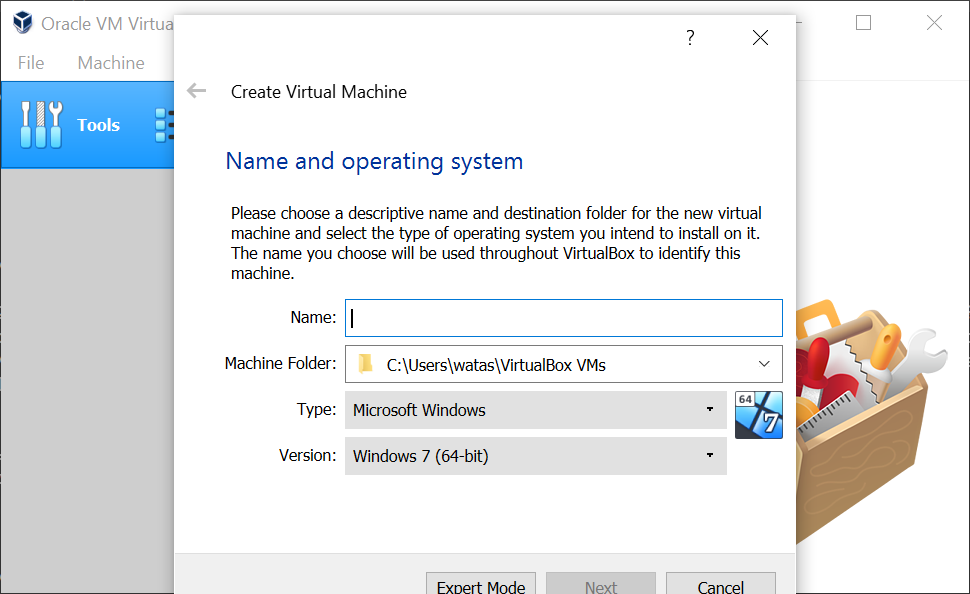 Oracle VM Virtua
?
File Machine
Create Virtual Machine
Tools
Name and operating system
Please choose a descriptive name and destination folder for the new virtual
machine and select the type of operating system you intend to install on it.
The name you choose will be used throughout VirtualBox to identify this
machine.
Name:
Machine Folder: C:\Users\watas\VirtualBox VMs
Type: Microsoft Windows
64
7
Version: Windows 7 (64-bit)
Expert Mode Next Cancel